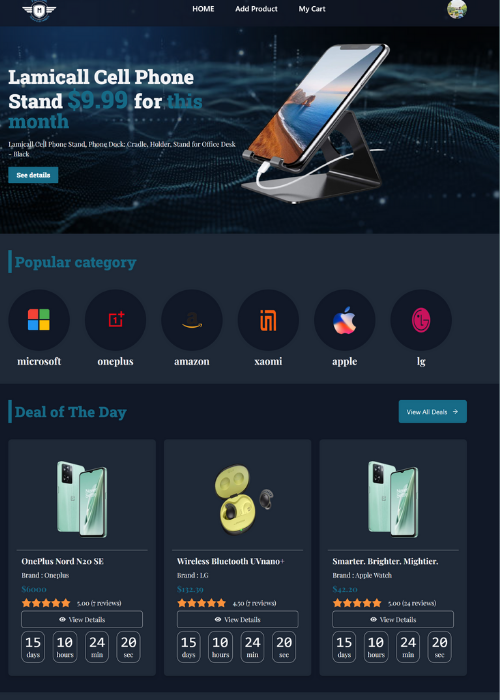 HOME Add Product My Cart
Lamicall Cell Phone
Stand $9.99 for this
month
Lamicall Cell Phone Stand, Phone Dock: Cradle, Holder, Stand for Office Desk
- Black
See details
Popular category
microsoft oneplus amazon xaomi apple lg
Deal of The Day
View All Deals →
OnePlus Nord N20 SE
Brand : Oneplus
$6000
5.00 (7 reviews)
View Details
15 10 24 20
days hours min sec
Wireless Bluetooth UVnano+
Brand : LG
$132.39
4.50 (7 reviews)
View Details
15 10 24 20
days hours min sec
Smarter. Brighter. Mightier.
Brand : Apple Watch
$42.20
5.00 (24 reviews)
View Details
15 10 24 20
days hours min sec